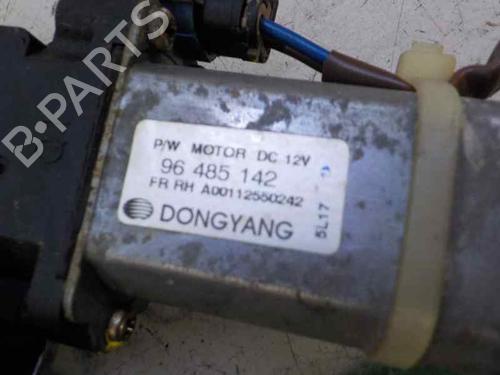 B-PARTS
P/W MOTOR DC 12V
96 485 142
FR RH A00112550242
DONGYANG
5L17